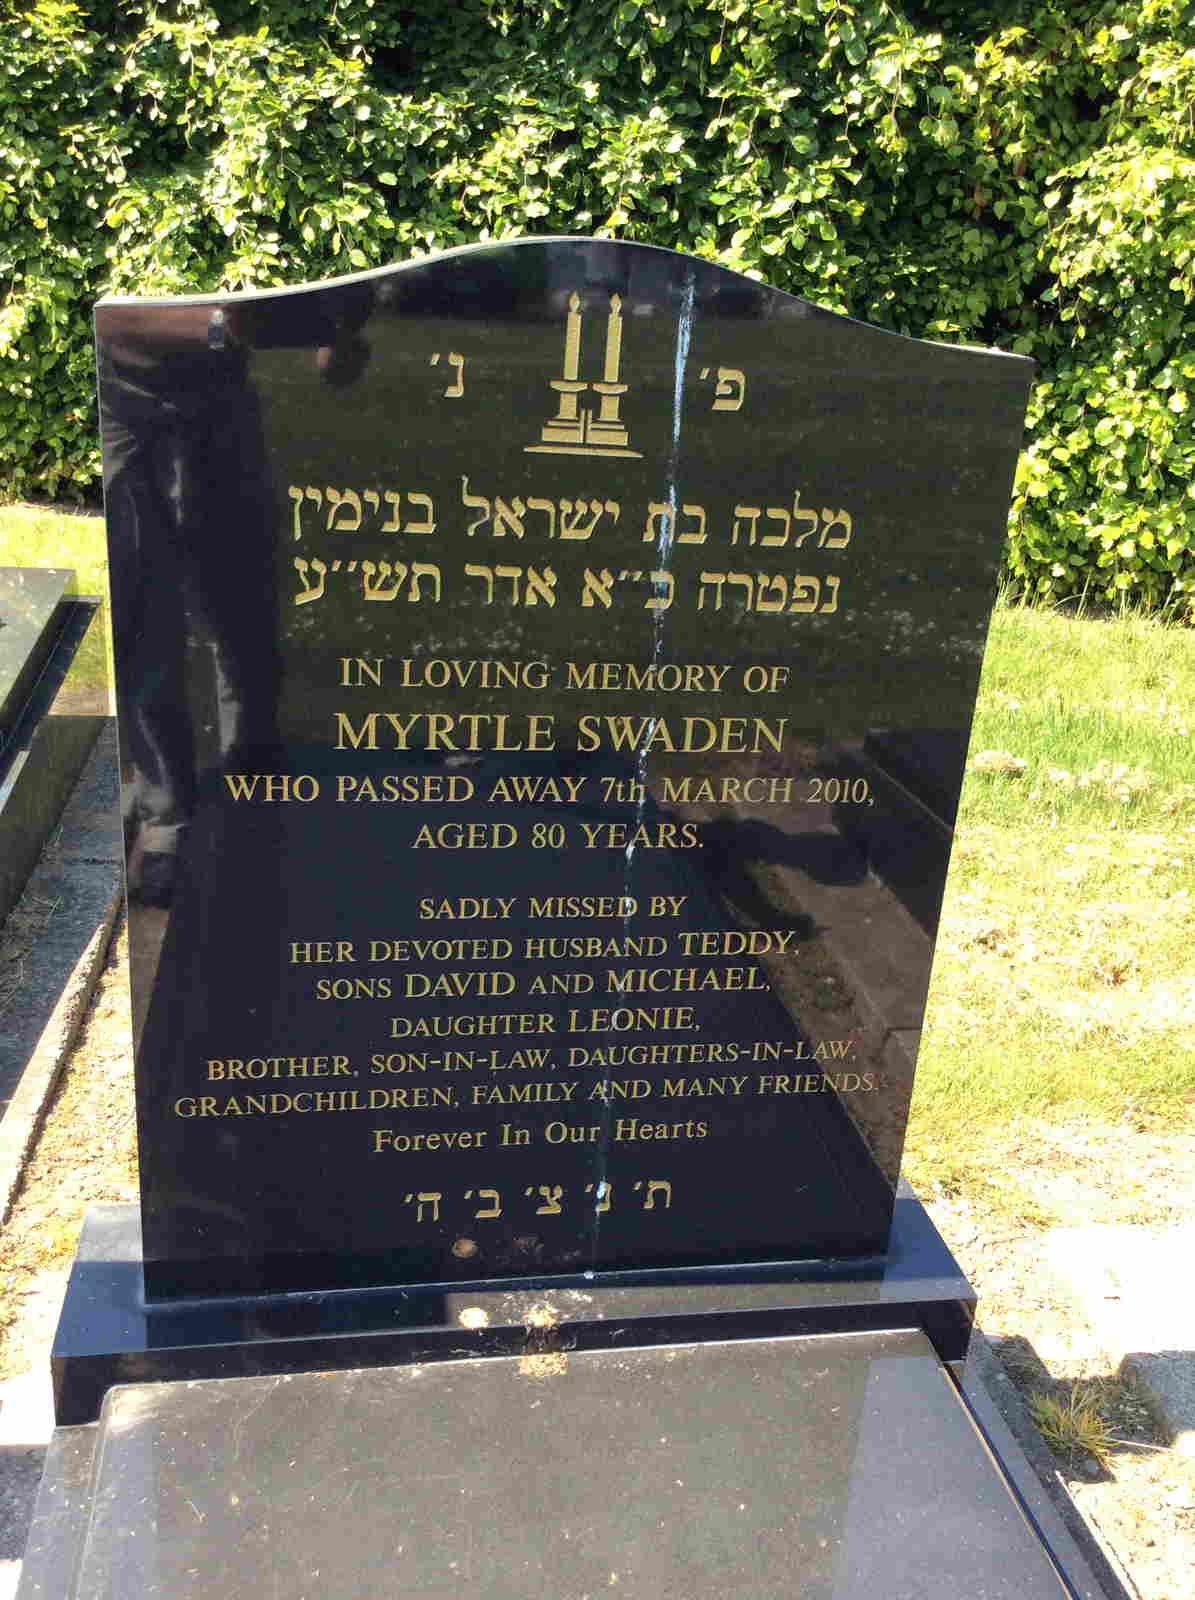 פ׳ נ׳
מלכה בת ישראל בנימין
נפטרה כ״א אדר תש״ע
IN LOVING MEMORY OF
MYRTLE SWADEN
WHO PASSED AWAY 7th MARCH 2010,
AGED 80 YEARS.
SADLY MISSED BY
HER DEVOTED HUSBAND TEDDY,
SONS DAVID AND MICHAEL,
DAUGHTER LEONIE,
BROTHER, SON-IN-LAW, DAUGHTERS-IN-LAW,
GRANDCHILDREN, FAMILY AND MANY FRIENDS.
Forever In Our Hearts
ת׳ נ׳ צ׳ ב׳ ה׳